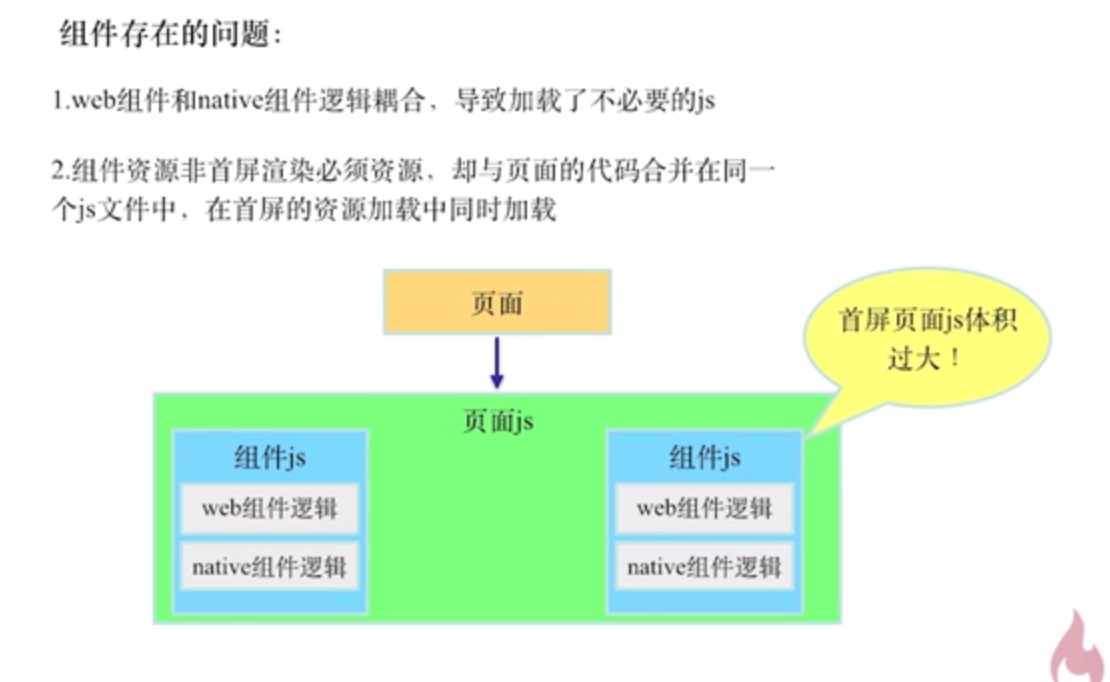 组件存在的问题：
1.web组件和native组件逻辑耦合，导致加载了不必要的js
2.组件资源非首屏渲染必须资源，却与页面的代码合并在同一
个js文件中，在首屏的资源加载中同时加载
页面
首屏页面js体积
过大！
页面js
组件js
web组件逻辑
native组件逻辑
组件js
web组件逻辑
native组件逻辑